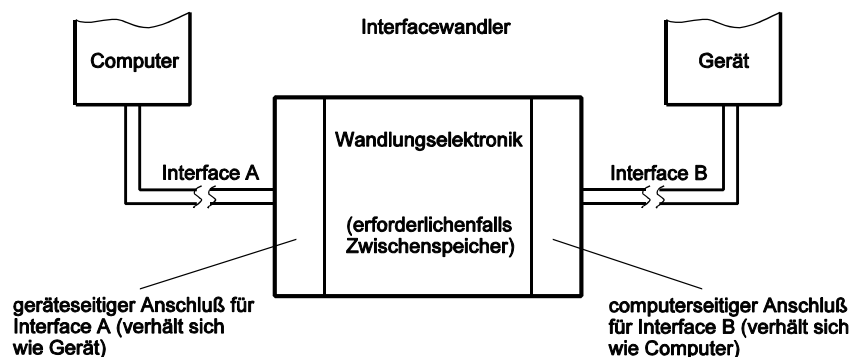 Interfacewandler
Computer
Gerät
Wandlungselektronik
Interface A
Interface B
(erforderlichenfalls
Zwischenspeicher)
geräteseitiger Anschluß für
Interface A (verhält sich
wie Gerät)
computerseitiger Anschluß
für Interface B (verhält sich
wie Computer)